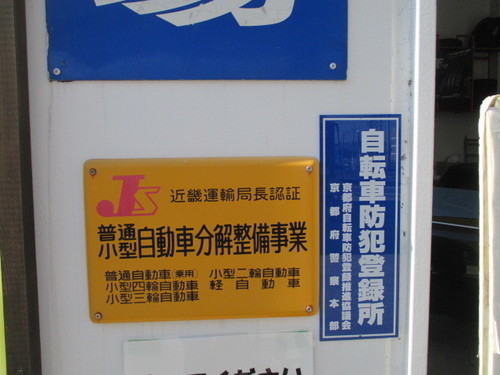 JS
近畿運輸局長認証
普通
小型
自動車分解整備事業
普通自動車(乗用) 小型二輪自動車
小型四輪自動車 軽自動車
小型三輪自動車
自転車防犯登録所
京都府自転車防犯登録推進協議会
京都府警察本部